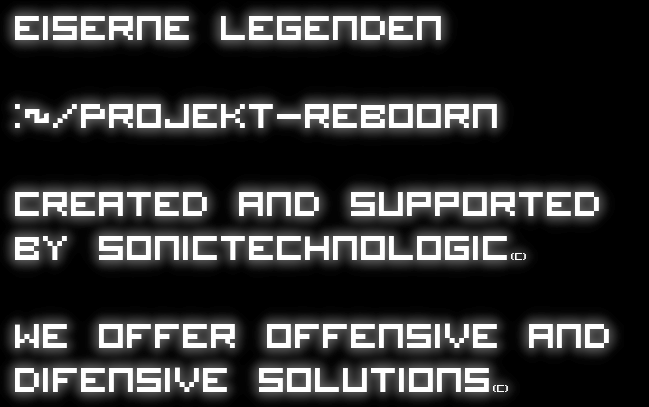 EISERNE LEGENDEN
:~/PROJEKT-REBOORN
CREATED AND SUPPORTED
BY SONICTECHNOLOGIC(C)
WE OFFER OFFENSIVE AND
DIFENSIVE SOLUTIONS(C)